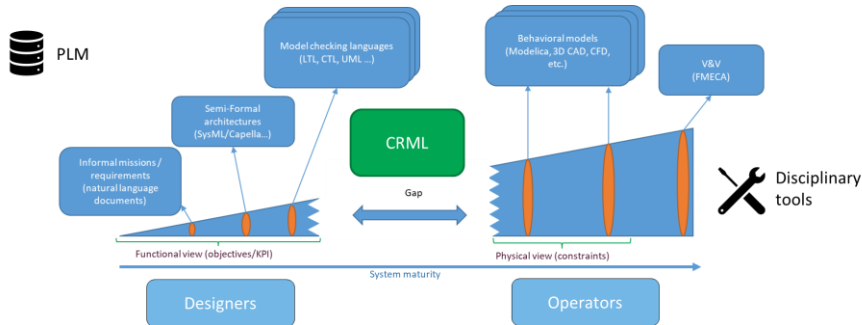 PLM
Model checking languages
(LTL, CTL, UML ...)
Behavioral models
(Modelica, 3D CAD, CFD,
etc.)
V&V
(FMECA)
Semi-Formal
architectures
(SysML/Capella...)
CRML
Informal missions /
requirements
(natural language
documents)
Gap
Disciplinary
tools
Functional view (objectives/KPI)
Physical view (constraints)
System maturity
Designers
Operators